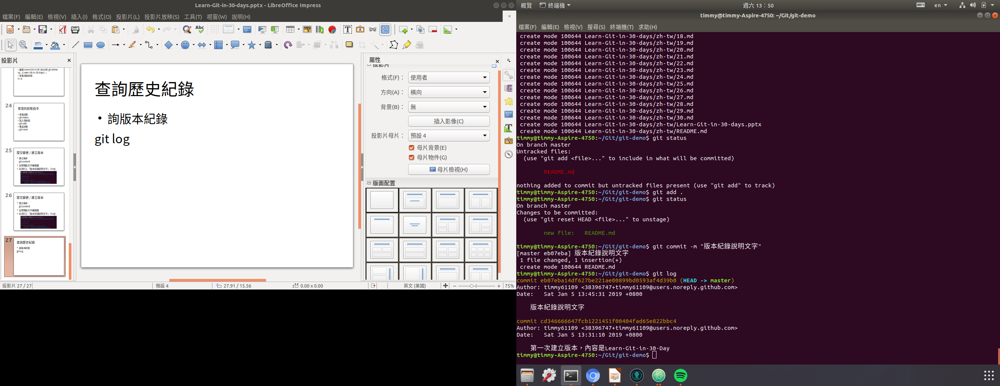 Learn-Git-in-30-days.pptx - LibreOffice Impress
檔案(F) 編輯(E) 檢視(V) 插入(I) 格式(O) 投影片(L) 投影片放映(S) 工具(T) 視窗(W) 說明(H)
Abc
投影片
• 複製 Learn-Git-in-30-days 到 git-demo
• 查看目錄狀態
ls -h
24
常用的狀態指令
• 查看狀態
• git status
• 加入到狀態
• git add .
• 重設狀態
• git reset
25
提交變更 / 建立版本
• 建立版本
git commit
• 出現預設文字編輯器
• 必須打上「版本紀錄說明文字」 (Log)
26
提交變更 / 建立版本
• 建立版本
git commit
• 出現預設文字編輯器
• 必須打上「版本紀錄說明文字」 (Log)
27
查詢歷史紀錄
• 詢版本紀錄
git log
查詢歷史紀錄
• 詢版本紀錄
git log
屬性
投影片
格式(F)： 使用者
方向(A)： 橫向
背景(B)： 無
插入影像(C)
投影片母片： 預設 4
母片背景(E)
母片物件(G)
母片檢視(H)
版面配置
投影片 27 / 27
預設 4
27.91 / 15.56
0.00 x 0.00
英文 (美國)
75%
概覽 終端機
週六 13：50
en
timmy@timmy-Aspire-4750: ~/Git/git-demo
檔案(F) 編輯(E) 檢視(V) 搜尋(S) 終端機(T) 求助(H)
create mode 100644 Learn-Git-in-30-days/zh-tw/18.md
create mode 100644 Learn-Git-in-30-days/zh-tw/19.md
create mode 100644 Learn-Git-in-30-days/zh-tw/20.md
create mode 100644 Learn-Git-in-30-days/zh-tw/21.md
create mode 100644 Learn-Git-in-30-days/zh-tw/22.md
create mode 100644 Learn-Git-in-30-days/zh-tw/23.md
create mode 100644 Learn-Git-in-30-days/zh-tw/24.md
create mode 100644 Learn-Git-in-30-days/zh-tw/25.md
create mode 100644 Learn-Git-in-30-days/zh-tw/26.md
create mode 100644 Learn-Git-in-30-days/zh-tw/27.md
create mode 100644 Learn-Git-in-30-days/zh-tw/28.md
create mode 100644 Learn-Git-in-30-days/zh-tw/29.md
create mode 100644 Learn-Git-in-30-days/zh-tw/30.md
create mode 100644 Learn-Git-in-30-days/zh-tw/Learn-Git-in-30-days.pptx
create mode 100644 Learn-Git-in-30-days/zh-tw/README.md
timmy@timmy-Aspire-4750:~/Git/git-demo$ git status
On branch master
Untracked files:
(use "git add <file>..." to include in what will be committed)
README.md
nothing added to commit but untracked files present (use "git add" to track)
timmy@timmy-Aspire-4750:~/Git/git-demo$ git add .
timmy@timmy-Aspire-4750:~/Git/git-demo$ git status
On branch master
Changes to be committed:
(use "git reset HEAD <file>..." to unstage)
new file: README.md
timmy@timmy-Aspire-4750:~/Git/git-demo$ git commit -m "版本紀錄說明文字"
[master eb07eba] 版本紀錄說明文字
1 file changed, 1 insertion(+)
create mode 100644 README.md
timmy@timmy-Aspire-4750:~/Git/git-demo$ git log
commit eb07eba14df627be221ae00899bd0593af4d39b0 (HEAD -> master)
Author: timmy61109 <38396747+timmy61109@users.noreply.github.com>
Date: Sat Jan 5 13:45:31 2019 +0800
版本紀錄說明文字
commit cd346666647fcb1221451f00404fad65e822bbc4
Author: timmy61109 <38396747+timmy61109@users.noreply.github.com>
Date: Sat Jan 5 13:31:10 2019 +0800
第一次建立版本，內容是Learn-Git-in-30-Day
timmy@timmy-Aspire-4750:~/Git/git-demo$